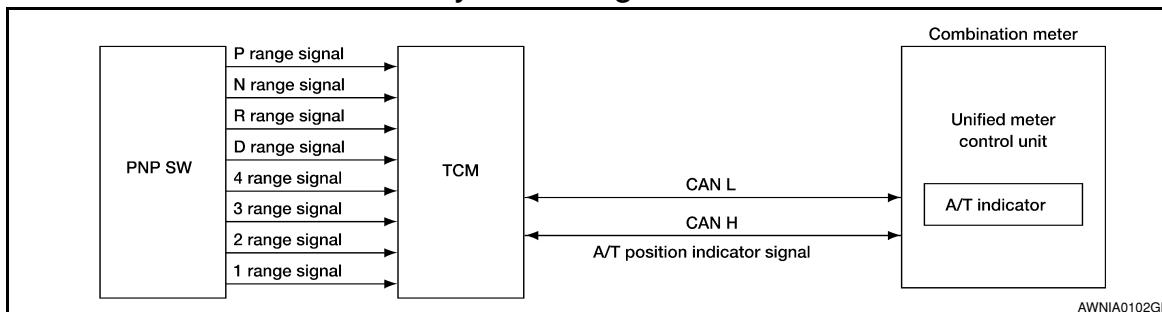 Combination meter
P range signal
N range signal
R range signal
D range signal
4 range signal
3 range signal
2 range signal
1 range signal
PNP SW
TCM
CAN L
CAN H
A/T position indicator signal
Unified meter
control unit
A/T indicator